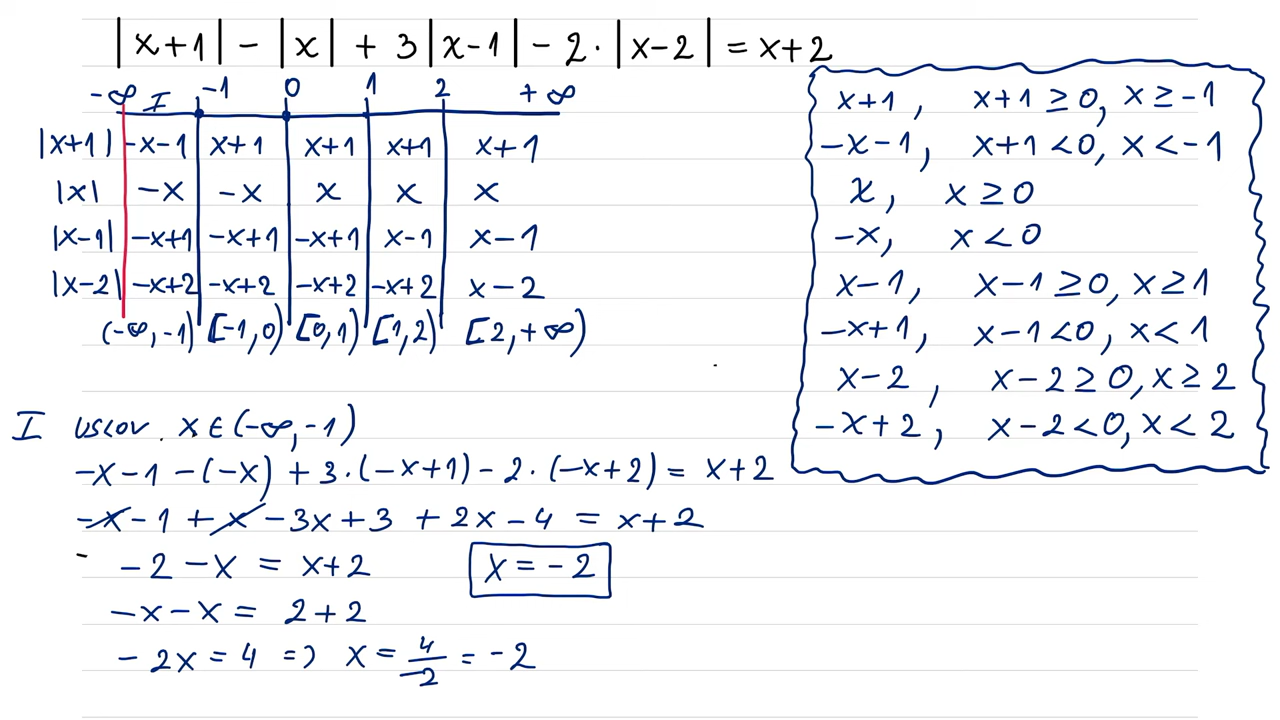 |x+1| - |x| + 3|x-1| - 2·|x-2| = x+2
-∞ I -1 0 1 2 +∞
|x+1| -x-1 x+1 x+1 x+1 x+1
|x| -x -x x x x
|x-1| -x+1 -x+1 -x+1 x-1 x-1
|x-2| -x+2 -x+2 -x+2 -x+2 x-2
(-∞,-1) [-1,0) [0,1) [1,2) [2,+∞)
x+1, x+1≥0, x≥-1
-x-1, x+1<0, x<-1
x, x≥0
-x, x<0
x-1, x-1≥0, x≥1
-x+1, x-1<0, x<1
x-2, x-2≥0, x≥2
-x+2, x-2<0, x<2
I uslov. x∈(-∞,-1)
-x-1-(-x)+3·(-x+1)-2·(-x+2)=x+2
-x-1+x-3x+3+2x-4=x+2
-2-x=x+2 x=-2
-x-x=2+2
-2x=4 => x=4/-2=-2